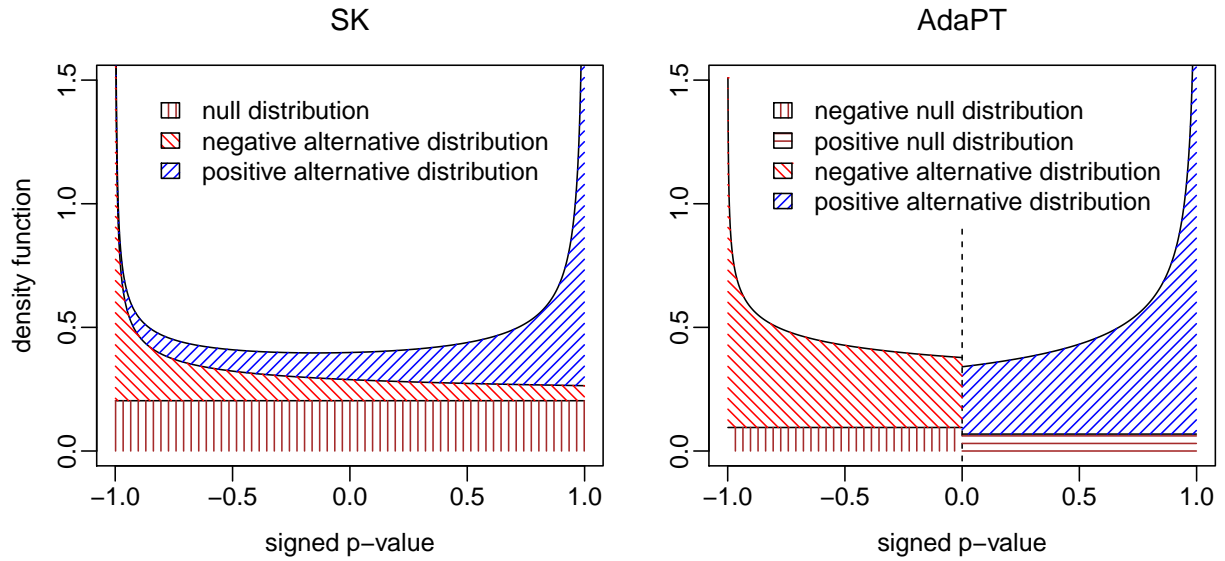 SK
density function
1.5
1.0
0.5
0.0
null distribution
negative alternative distribution
positive alternative distribution
−1.0 −0.5 0.0 0.5 1.0
signed p−value
AdaPT
1.5
1.0
0.5
0.0
negative null distribution
positive null distribution
negative alternative distribution
positive alternative distribution
−1.0 −0.5 0.0 0.5 1.0
signed p−value